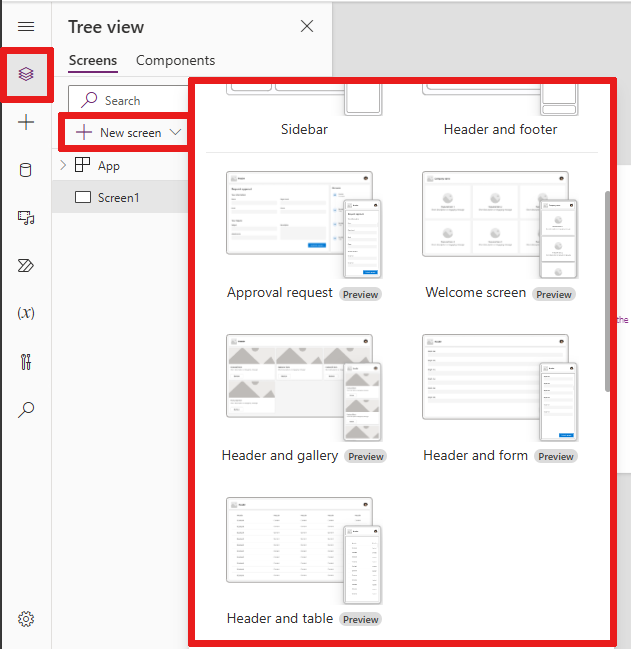 Tree view
Screens Components
Search
New screen
App
Screen1
Sidebar
Header and footer
Approval request Preview
Welcome screen Preview
Header and gallery Preview
Header and form Preview
Header and table Preview
(x)
the